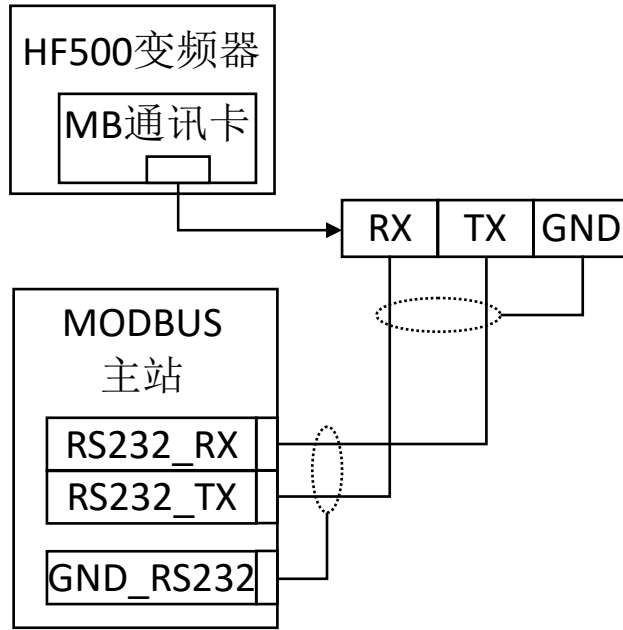 HF500变频器
MB通讯卡
RX TX GND
MODBUS
主站
RS232_RX
RS232_TX
GND_RS232